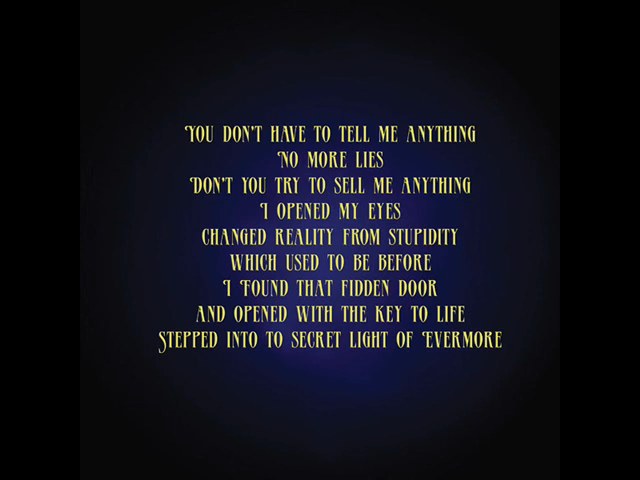 You don't have to tell me anything
No more lies
Don't you try to sell me anything
I opened my eyes
changed reality from stupidity
which used to be before
I Found that fidden door
and opened with the key to life
Stepped into to secret light of Evermore